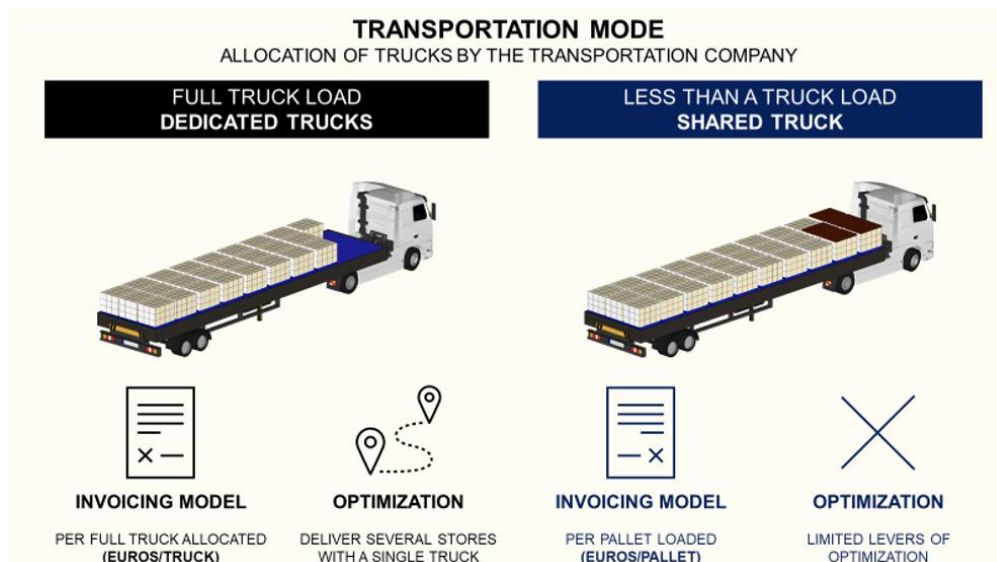 TRANSPORTATION MODE
ALLOCATION OF TRUCKS BY THE TRANSPORTATION COMPANY
FULL TRUCK LOAD
DEDICATED TRUCKS
LESS THAN A TRUCK LOAD
SHARED TRUCK
INVOICING MODEL
PER FULL TRUCK ALLOCATED
(EUROS/TRUCK)
OPTIMIZATION
DELIVER SEVERAL STORES
WITH A SINGLE TRUCK
INVOICING MODEL
PER PALLET LOADED
(EUROS/PALLET)
OPTIMIZATION
LIMITED LEVERS OF
OPTIMIZATION